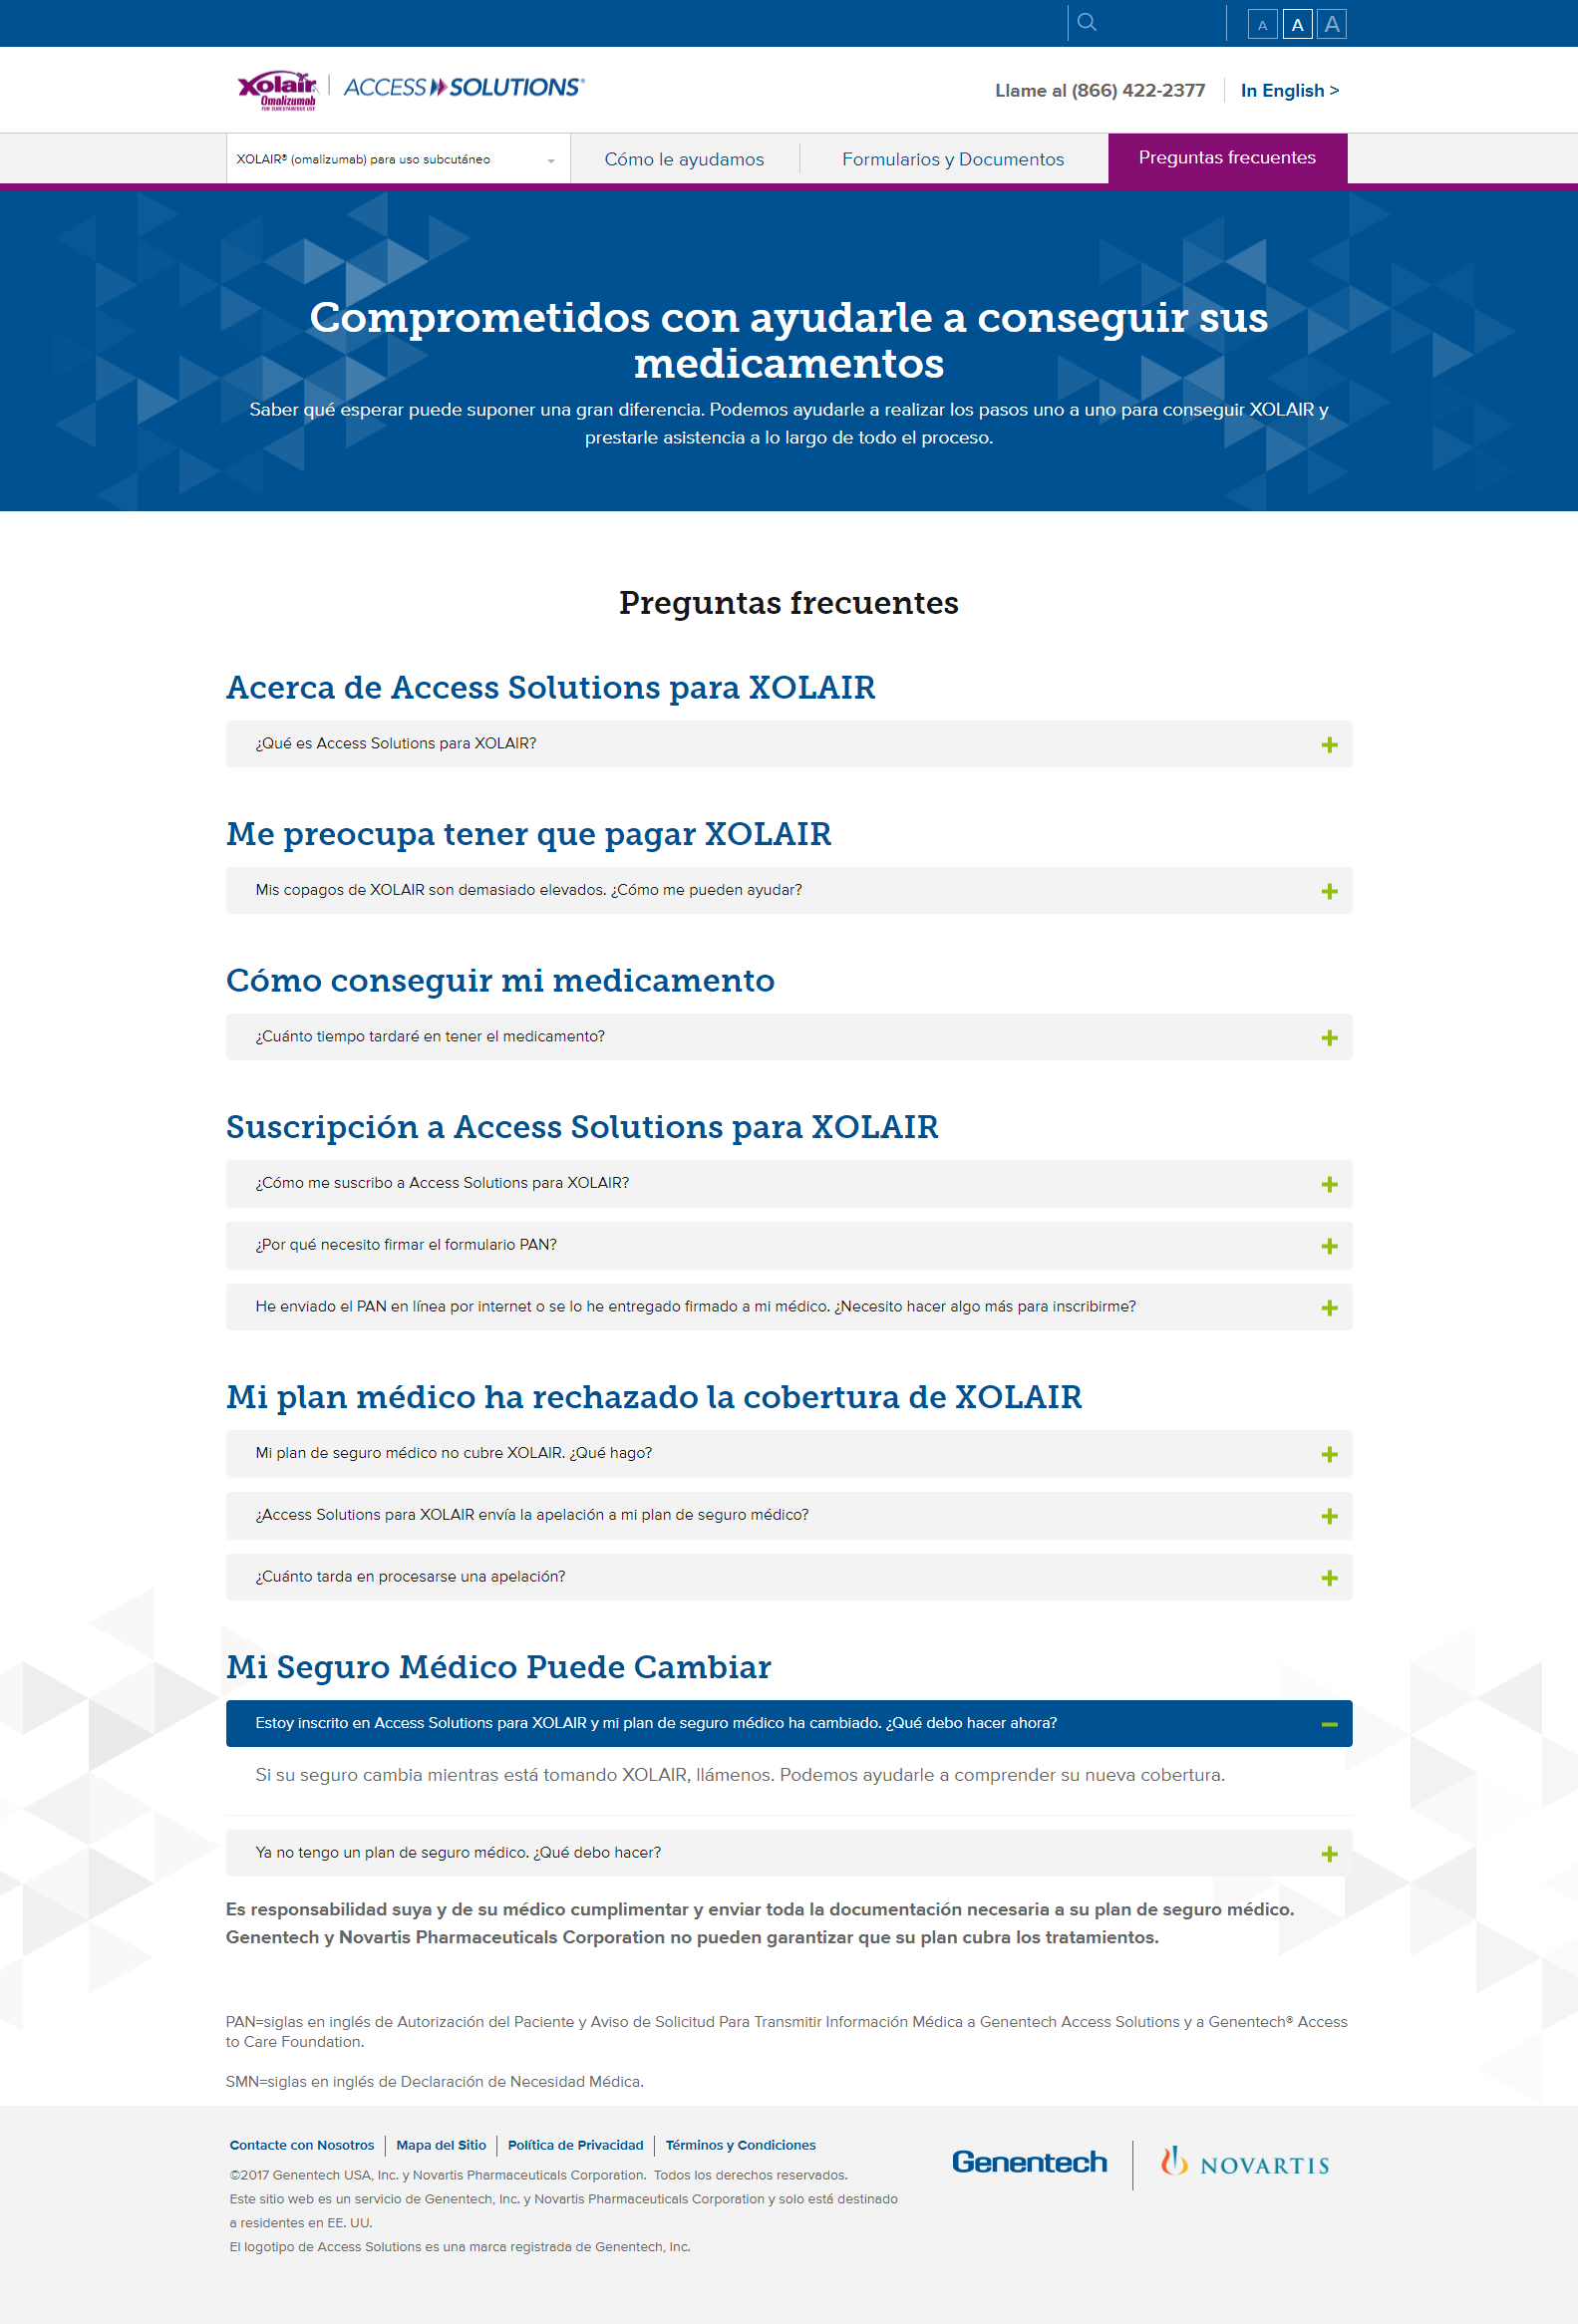 A A A
Xolair
Omalizumab
FOR SUBCUTANEOUS USE
ACCESS SOLUTIONS®
Llame al (866) 422-2377
In English >
XOLAIR® (omalizumab) para uso subcutáneo
Cómo le ayudamos
Formularios y Documentos
Preguntas frecuentes
Comprometidos con ayudarle a conseguir sus
medicamentos
Saber qué esperar puede suponer una gran diferencia. Podemos ayudarle a realizar los pasos uno a uno para conseguir XOLAIR y
prestarle asistencia a lo largo de todo el proceso.
Preguntas frecuentes
Acerca de Access Solutions para XOLAIR
¿Qué es Access Solutions para XOLAIR?
Me preocupa tener que pagar XOLAIR
Mis copagos de XOLAIR son demasiado elevados. ¿Cómo me pueden ayudar?
Cómo conseguir mi medicamento
¿Cuánto tiempo tardaré en tener el medicamento?
Suscripción a Access Solutions para XOLAIR
¿Cómo me suscribo a Access Solutions para XOLAIR?
¿Por qué necesito firmar el formulario PAN?
He enviado el PAN en línea por internet o se lo he entregado firmado a mi médico. ¿Necesito hacer algo más para inscribirme?
Mi plan médico ha rechazado la cobertura de XOLAIR
Mi plan de seguro médico no cubre XOLAIR. ¿Qué hago?
¿Access Solutions para XOLAIR envía la apelación a mi plan de seguro médico?
¿Cuánto tarda en procesarse una apelación?
Mi Seguro Médico Puede Cambiar
Estoy inscrito en Access Solutions para XOLAIR y mi plan de seguro médico ha cambiado. ¿Qué debo hacer ahora?
Si su seguro cambia mientras está tomando XOLAIR, llámenos. Podemos ayudarle a comprender su nueva cobertura.
Ya no tengo un plan de seguro médico. ¿Qué debo hacer?
Es responsabilidad suya y de su médico cumplimentar y enviar toda la documentación necesaria a su plan de seguro médico.
Genentech y Novartis Pharmaceuticals Corporation no pueden garantizar que su plan cubra los tratamientos.
PAN=siglas en inglés de Autorización del Paciente y Aviso de Solicitud Para Transmitir Información Médica a Genentech Access Solutions y a Genentech® Access
to Care Foundation.
SMN=siglas en inglés de Declaración de Necesidad Médica.
Contacte con Nosotros
Mapa del Sitio
Política de Privacidad
Términos y Condiciones
©2017 Genentech USA, Inc. y Novartis Pharmaceuticals Corporation. Todos los derechos reservados.
Este sitio web es un servicio de Genentech, Inc. y Novartis Pharmaceuticals Corporation y solo está destinado
a residentes en EE. UU.
El logotipo de Access Solutions es una marca registrada de Genentech, Inc.
Genentech
NOVARTIS